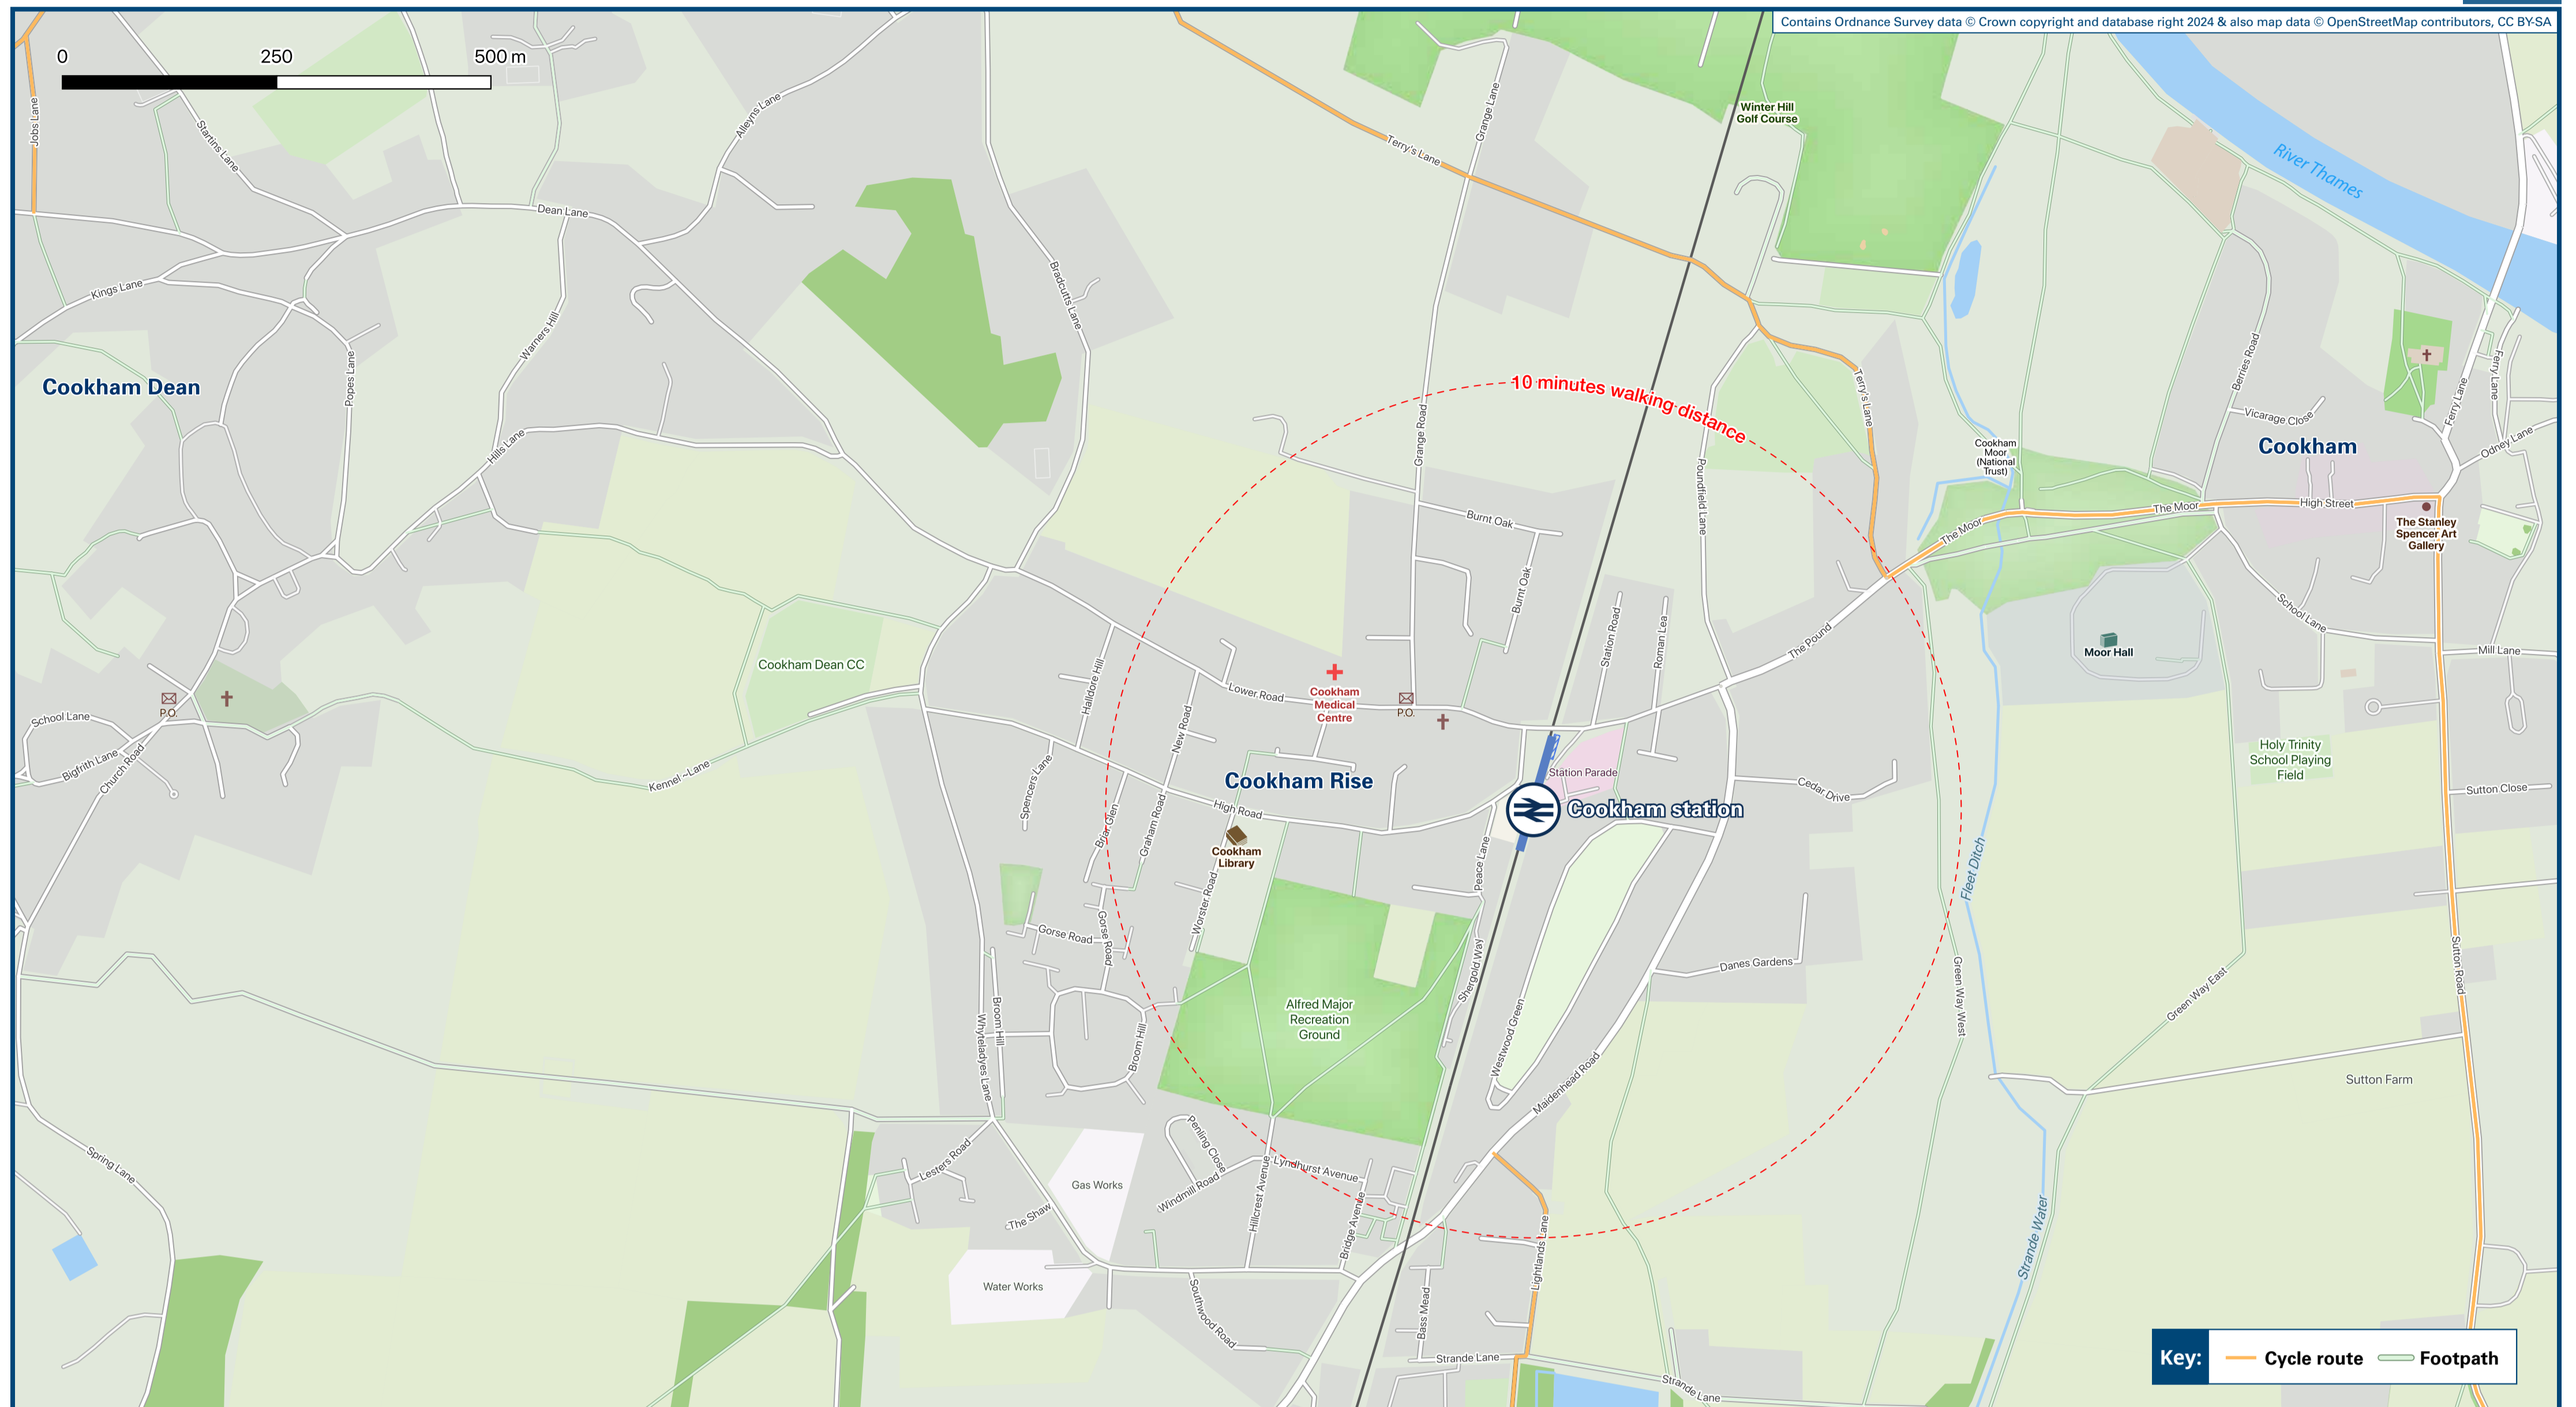 Contains Ordnance Survey data © Crown copyright and database right 2024 & also map data © OpenStreetMap contributors, CC BY-SA
0
250
500 m
Jobs Lane
Startins Lane
Alleyns Lane
Grange Lane
Winter Hill
Golf Course
Terry's Lane
River Thames
Dean Lane
Kings Lane
Bradcutts Lane
Warners Hill
Popes Lane
Cookham Dean
10 minutes walking distance
Terry's Lane
Berries Road
Ferry Lane
Ferry Lane
Vicarage Close
Hills Lane
Grange Road
Poundfield Lane
Cookham
Moor
(National
Trust)
Cookham
Odney Lane
Burnt Oak
The Moor
The Moor
High Street
The Stanley
Spencer Art
Gallery
Burnt Oak
School Lane
Station Road
Roman Lea
The Pound
Moor Hall
Mill Lane
Cookham Dean CC
Halldore Hill
Lower Road
Cookham
Medical
Centre
P.O.
P.O.
School Lane
Bigfrith Lane
Church Road
Kennel ~Lane
New Road
Spencers Lane
Cookham Rise
Station Parade
Holy Trinity
School Playing
Field
Cedar Drive
Sutton Close
High Road
Cookham station
Briar Glen
Graham Road
Cookham
Library
Peace Lane
Fleet Ditch
Worster Road
Gorse Road
Gorse Road
Shergold Way
Danes Gardens
Sutton Road
Green Way West
Green Way East
Alfred Major
Recreation
Ground
Broom Hill
Whyteladyes Lane
Broom Hill
Westwood Green
Maidenhead Road
Sutton Farm
Spring Lane
Lesters Road
Penling Close
Gas Works
Lyndhurst Avenue
Windmill Road
Hillcrest Avenue
The Shaw
Bridge Avenue
Lightlands Lane
Strande Water
Water Works
Southwood Road
Bass Mead
Strande Lane
Strande Lane
Key:
Cycle route
Footpath